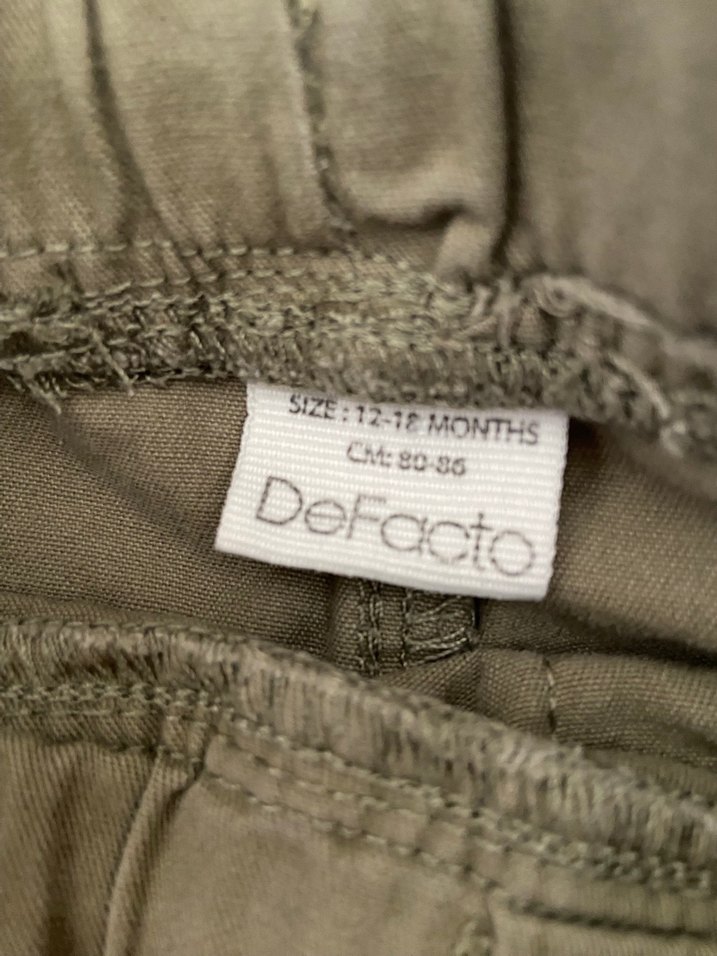 SIZE : 12-18 MONTHS
CM: 80-86
DeFacto